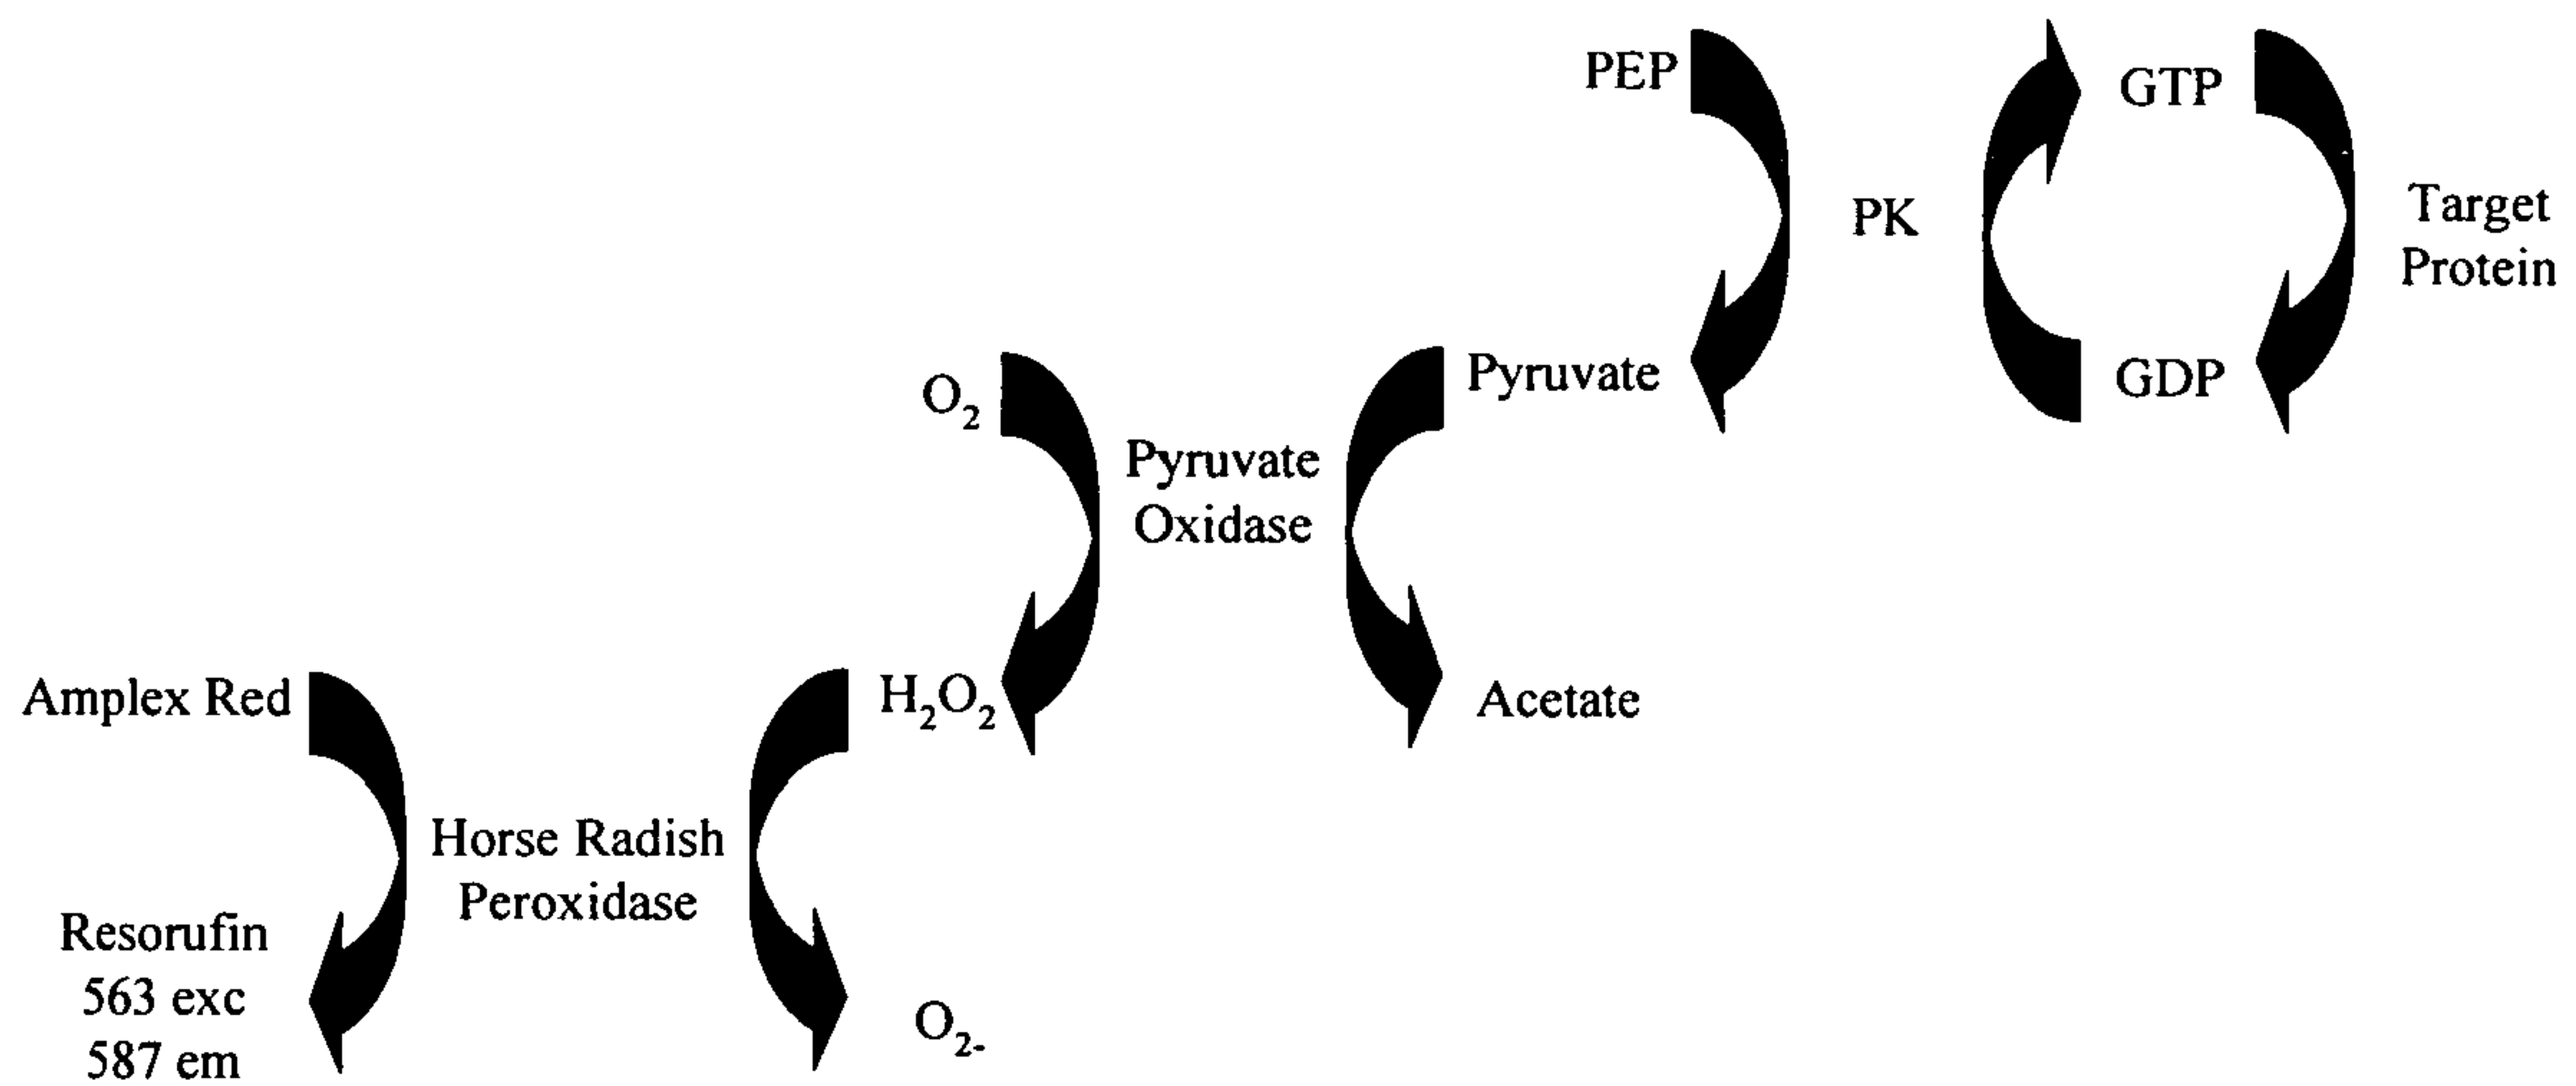 PEP
GTP
PK
Target
Protein
Pyruvate
GDP
O₂
Pyruvate
Oxidase
Amplex Red
H₂O₂
Acetate
Horse Radish
Peroxidase
Resorufin
563 exc
587 em
O₂₋